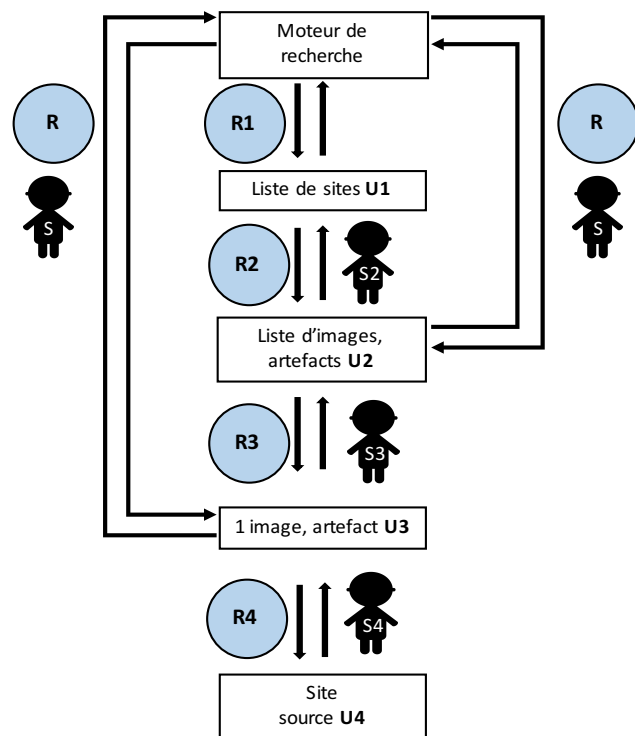 Moteur de
recherche
R
R1
R
S
Liste de sites U1
S
R2
S2
Liste d'images,
artefacts U2
R3
S3
1 image, artefact U3
R4
S4
Site
source U4